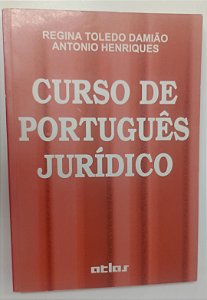 REGINA TOLEDO DAMIÃO
ANTONIO HENRIQUES
CURSO DE
PORTUGUÊS
JURÍDICO
atlas